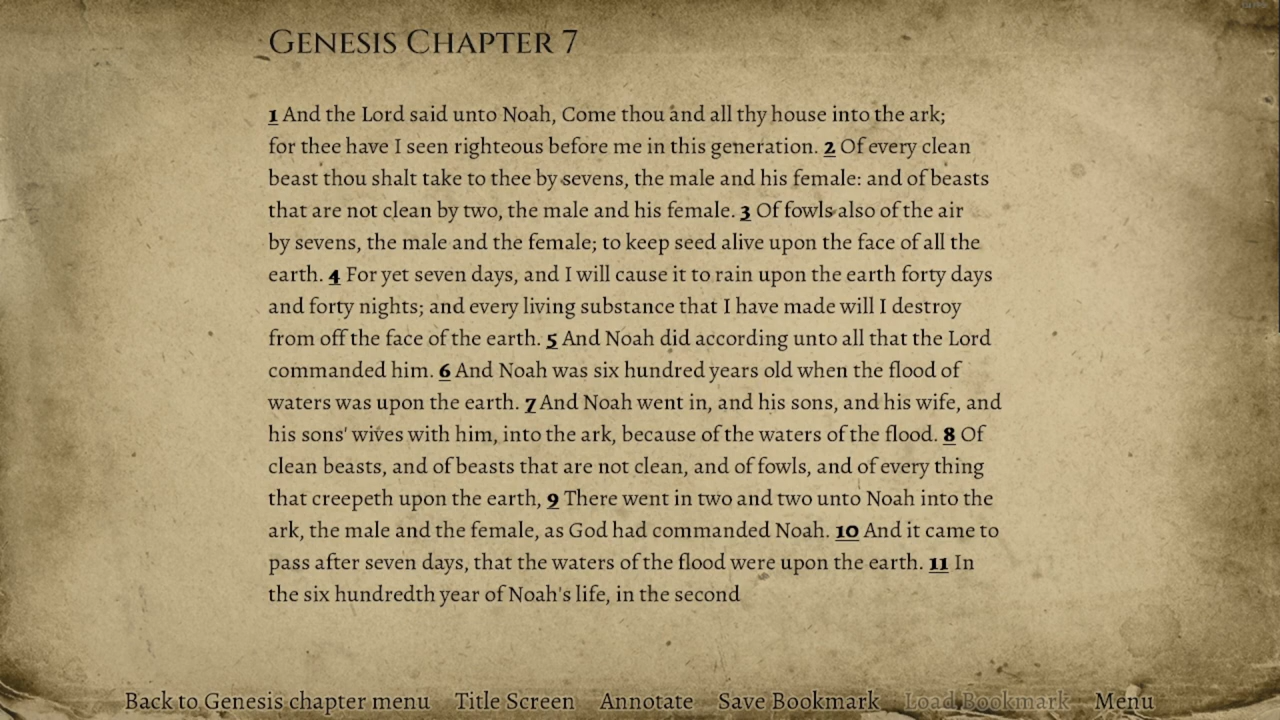 Genesis Chapter 7
1 And the Lord said unto Noah, Come thou and all thy house into the ark;
for thee have I seen righteous before me in this generation. 2 Of every clean
beast thou shalt take to thee by sevens, the male and his female: and of beasts
that are not clean by two, the male and his female. 3 Of fowls also of the air
by sevens, the male and the female; to keep seed alive upon the face of all the
earth. 4 For yet seven days, and I will cause it to rain upon the earth forty days
and forty nights; and every living substance that I have made will I destroy
from off the face of the earth. 5 And Noah did according unto all that the Lord
commanded him. 6 And Noah was six hundred years old when the flood of
waters was upon the earth. 7 And Noah went in, and his sons, and his wife, and
his sons' wives with him, into the ark, because of the waters of the flood. 8 Of
clean beasts, and of beasts that are not clean, and of fowls, and of every thing
that creepeth upon the earth, 9 There went in two and two unto Noah into the
ark, the male and the female, as God had commanded Noah. 10 And it came to
pass after seven days, that the waters of the flood were upon the earth. 11 In
the six hundredth year of Noah's life, in the second
Back to Genesis chapter menu Title Screen Annotate Save Bookmark Load Bookmark Menu